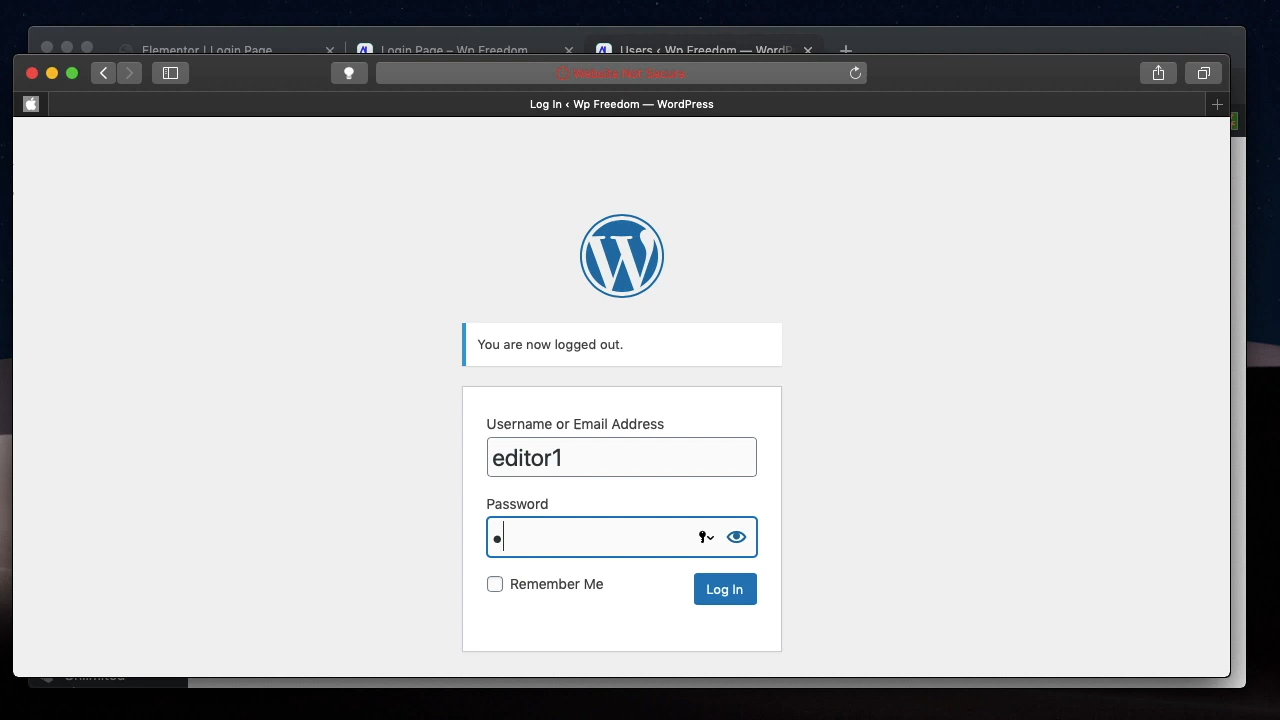 Elementor | Login Page
Login Page – Wp Freedom
Users ‹ Wp Freedom — WordP
Website Not Secure
Log In ‹ Wp Freedom — WordPress
You are now logged out.
Username or Email Address
editor1
Password
Remember Me
Log In
Unlimited